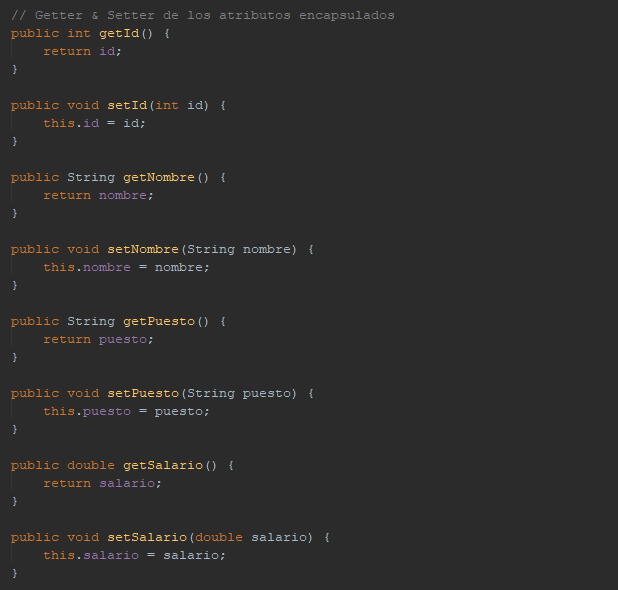 // Getter & Setter de los atributos encapsulados
public int getId() {
return id;
}
public void setId(int id) {
this.id = id;
}
public String getNombre() {
return nombre;
}
public void setNombre(String nombre) {
this.nombre = nombre;
}
public String getPuesto() {
return puesto;
}
public void setPuesto(String puesto) {
this.puesto = puesto;
}
public double getSalario() {
return salario;
}
public void setSalario(double salario) {
this.salario = salario;
}